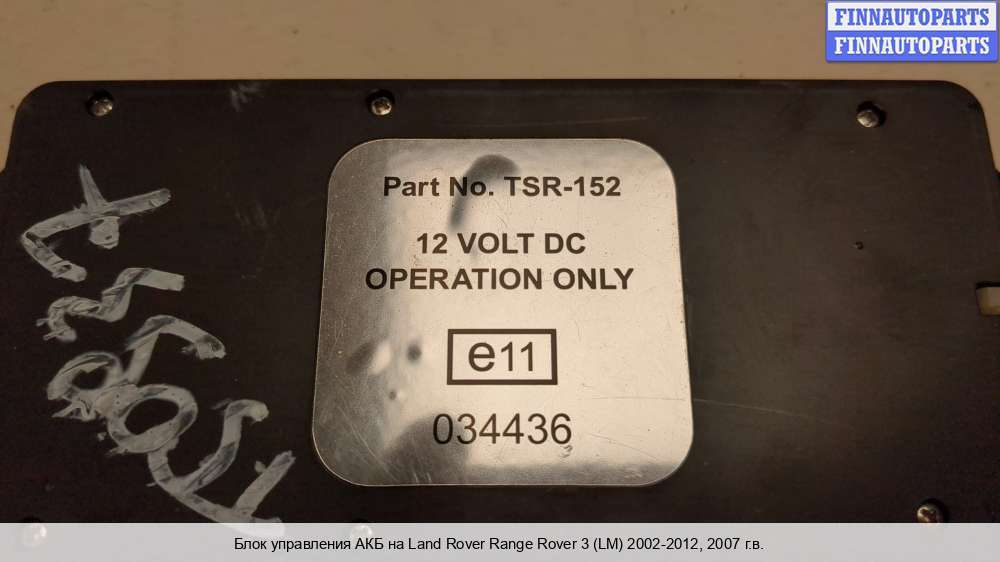 FINNAUTOPARTS
FINNAUTOPARTS
Part No. TSR-152
12 VOLT DC
OPERATION ONLY
e11
034436
Блок управления АКБ на Land Rover Range Rover 3 (LM) 2002-2012, 2007 г.в.